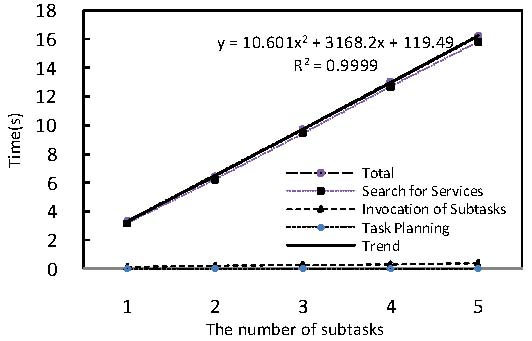 18
16
14
12
10
8
6
4
2
0
Time(s)
y = 10.601x² + 3168.2x + 119.49
R² = 0.9999
Total
Search for Services
Invocation of Subtasks
Task Planning
Trend
1 2 3 4 5
The number of subtasks